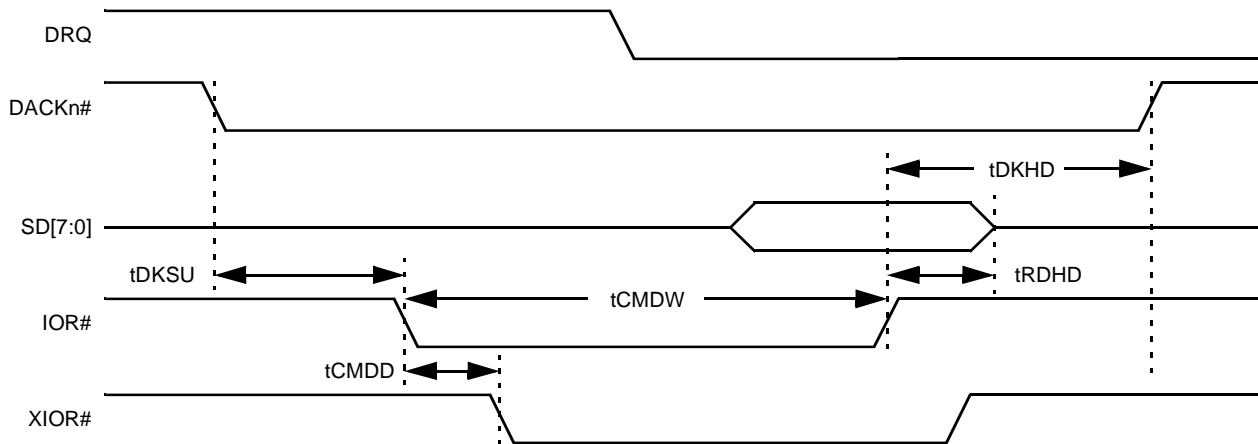 DRQ
DACKn#
tDKHD
SD[7:0]
tDKSU
tRDHD
tCMDW
IOR#
tCMDD
XIOR#